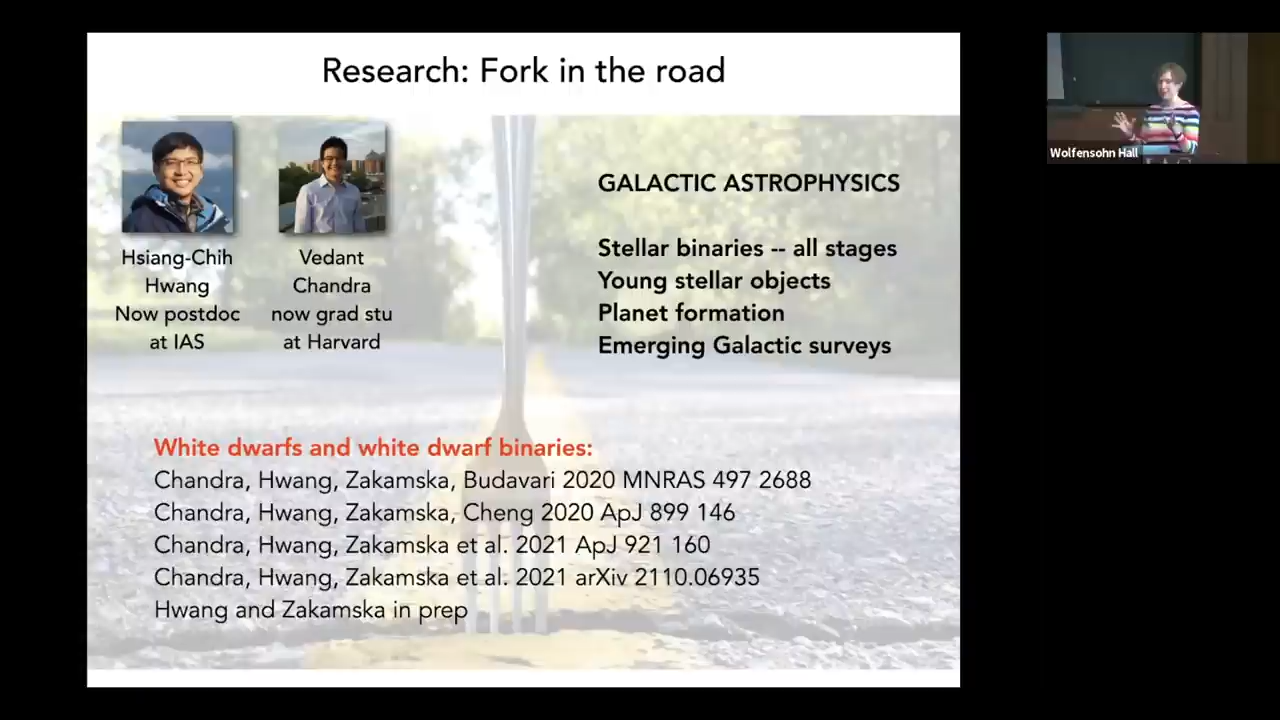 Research: Fork in the road
Hsiang-Chih
Hwang
Now postdoc
at IAS
Vedant
Chandra
now grad stu
at Harvard
GALACTIC ASTROPHYSICS
Stellar binaries -- all stages
Young stellar objects
Planet formation
Emerging Galactic surveys
White dwarfs and white dwarf binaries:
Chandra, Hwang, Zakamska, Budavari 2020 MNRAS 497 2688
Chandra, Hwang, Zakamska, Cheng 2020 ApJ 899 146
Chandra, Hwang, Zakamska et al. 2021 ApJ 921 160
Chandra, Hwang, Zakamska et al. 2021 arXiv 2110.06935
Hwang and Zakamska in prep
Wolfensohn Hall